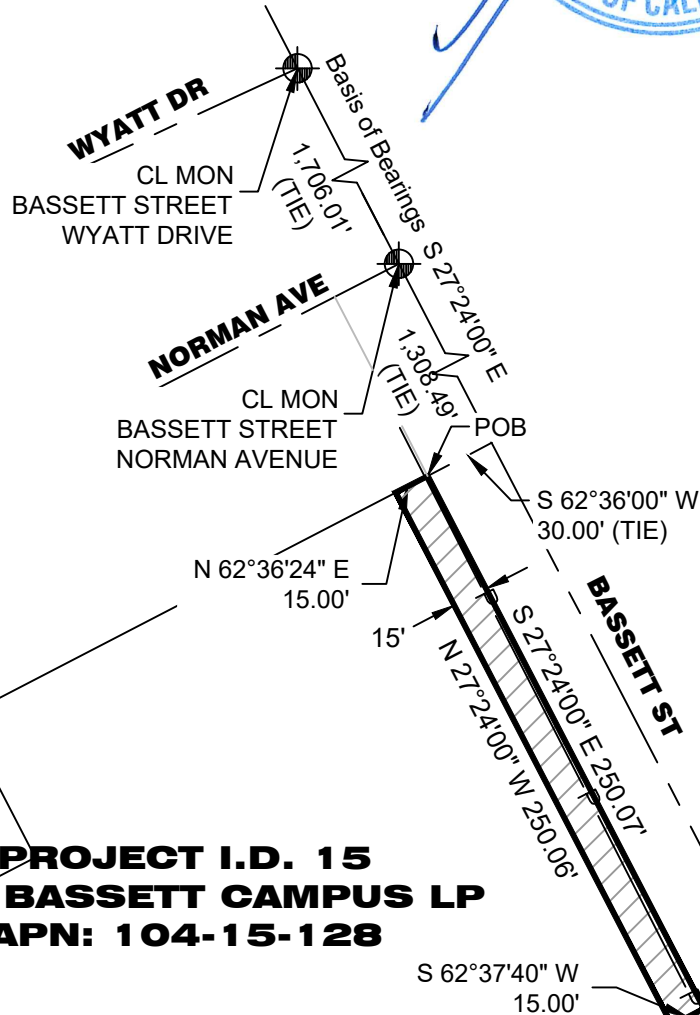 OF CREE
WYATT DR
Basis of Bearings S 27°24'00" E
1,706.01'
(TIE)
CL MON
BASSETT STREET
WYATT DRIVE
NORMAN AVE
1,308.49'
(TIE)
CL MON
BASSETT STREET
NORMAN AVENUE
POB
S 62°36'00" W
30.00' (TIE)
N 62°36'24" E
15.00'
15'
BASSETT ST
S 27°24'00" E 250.07'
N 27°24'00" W 250.06'
PROJECT I.D. 15
BASSETT CAMPUS LP
APN: 104-15-128
S 62°37'40" W
15.00'